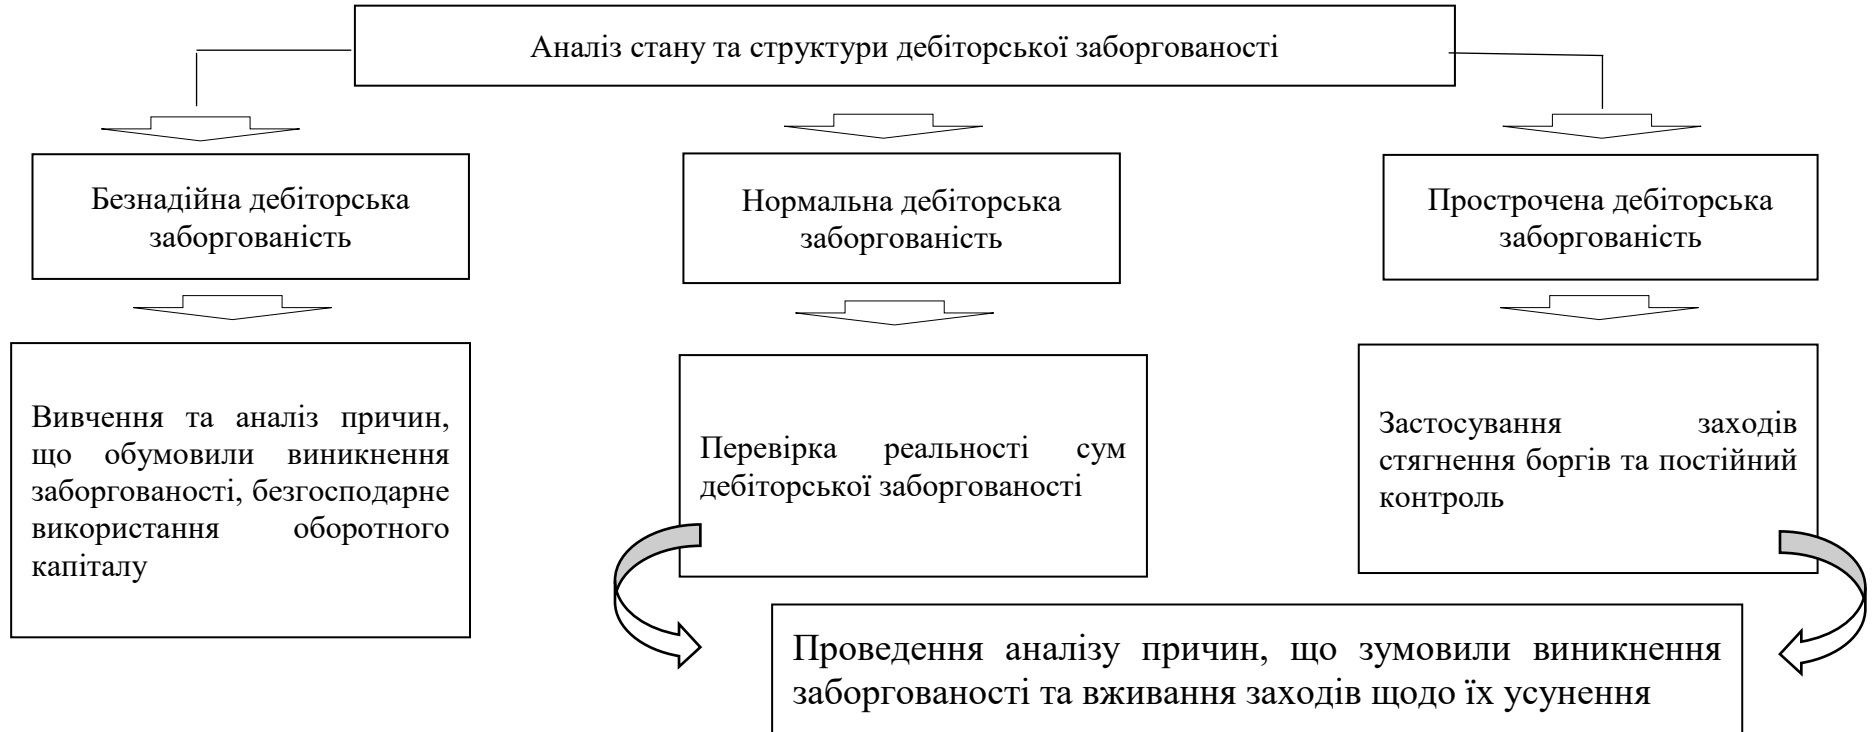 Аналіз стану та структури дебіторської заборгованості
Безнадійна дебіторська
заборгованість
Нормальна дебіторська
заборгованість
Прострочена дебіторська
заборгованість
Вивчення та аналіз причин,
що обумовили виникнення
заборгованості, безгосподарне
використання оборотного
капіталу
Перевірка реальності сум
дебіторської заборгованості
Застосування заходів
стягнення боргів та постійний
контроль
Проведення аналізу причин, що зумовили виникнення
заборгованості та вживання заходів щодо їх усунення